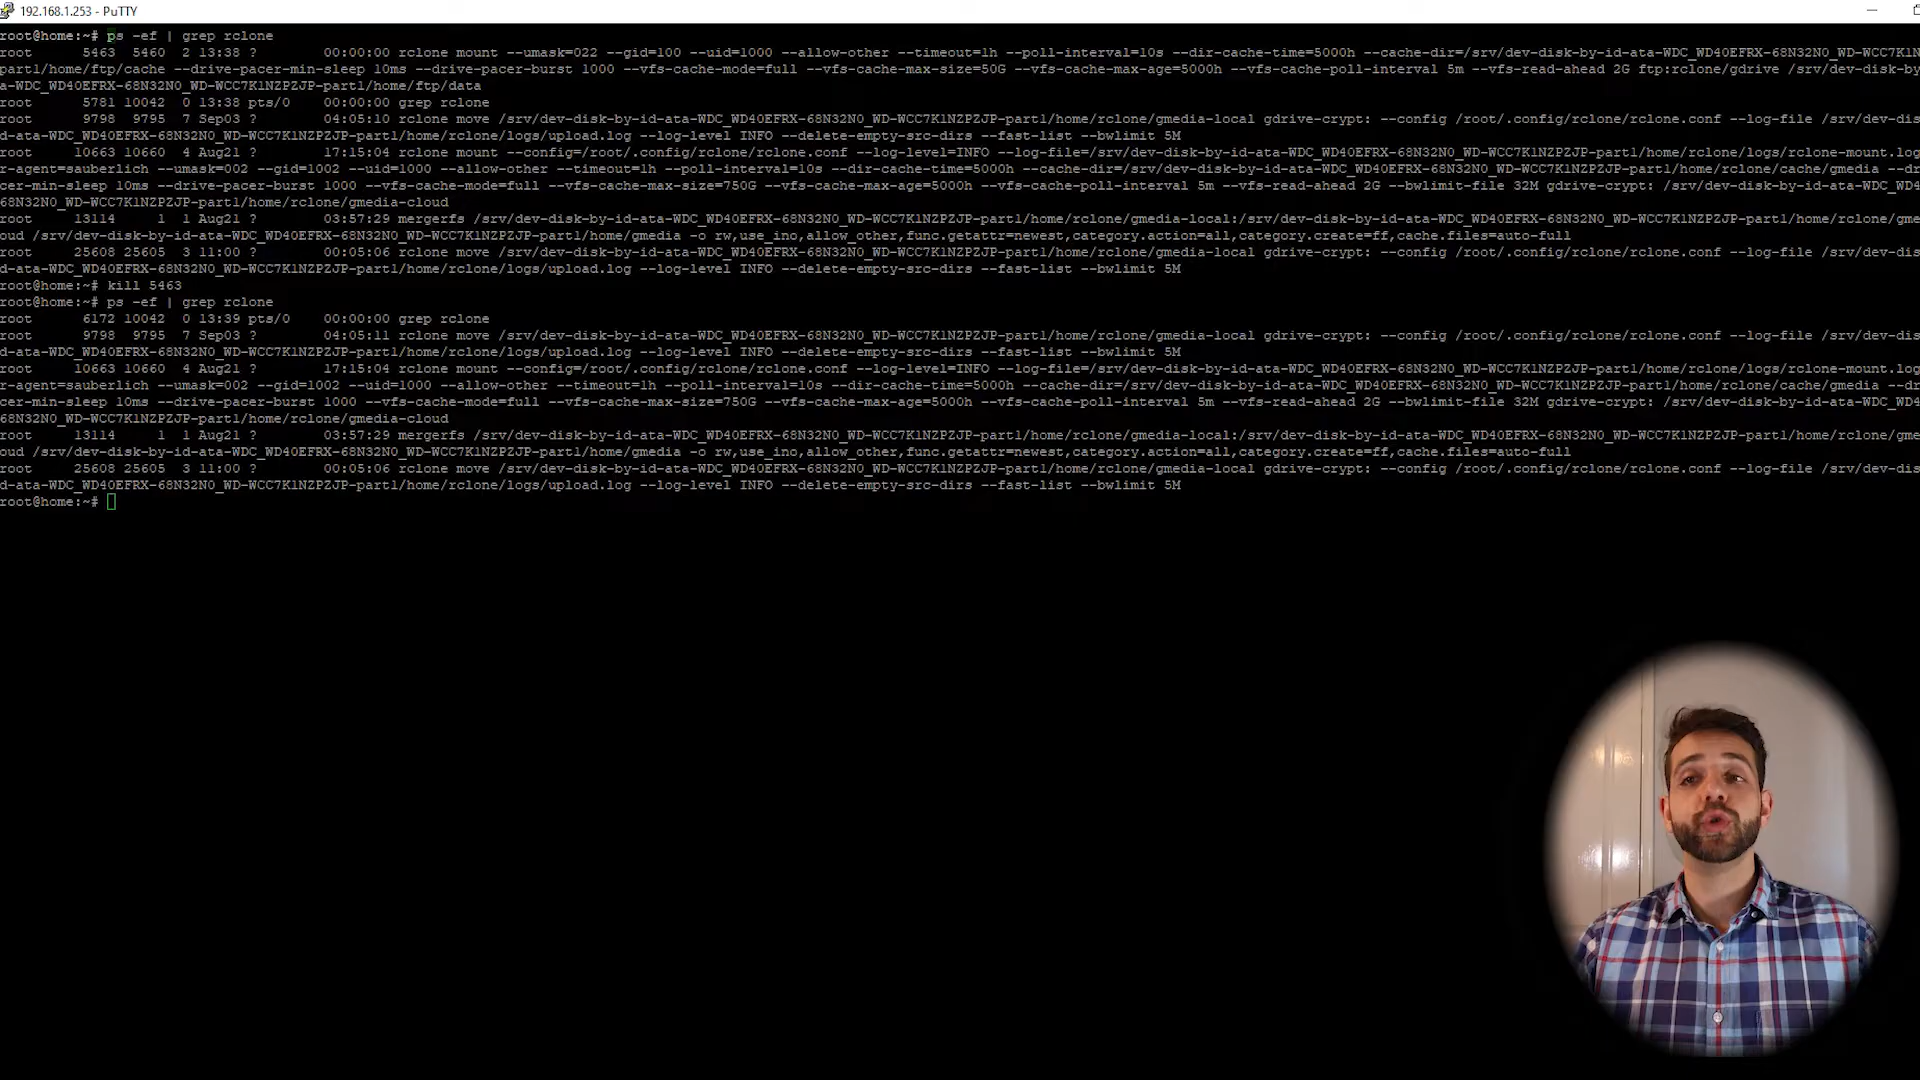 192.168.1.253 - PuTTY
root@home:~# ps -ef | grep rclone
root      5463  5460  2 13:38 ?        00:00:00 rclone mount --umask=022 --gid=100 --uid=1000 --allow-other --timeout=1h --poll-interval=10s --dir-cache-time=5000h --cache-dir=/srv/dev-disk-by-id-ata-WDC_WD40EFRX-68N32N0_WD-WCC7K1N
part1/home/ftp/cache --drive-pacer-min-sleep 10ms --drive-pacer-burst 1000 --vfs-cache-mode=full --vfs-cache-max-size=50G --vfs-cache-max-age=5000h --vfs-cache-poll-interval 5m --vfs-read-ahead 2G ftp:rclone/gdrive /srv/dev-disk-by
a-WDC_WD40EFRX-68N32N0_WD-WCC7K1NZPZJP-part1/home/ftp/data
root      5781 10042  0 13:38 pts/0    00:00:00 grep rclone
root      9798  9795  7 Sep03 ?        04:05:10 rclone move /srv/dev-disk-by-id-ata-WDC_WD40EFRX-68N32N0_WD-WCC7K1NZPZJP-part1/home/rclone/gmedia-local gdrive-crypt: --config /root/.config/rclone/rclone.conf --log-file /srv/dev-dis
d-ata-WDC_WD40EFRX-68N32N0_WD-WCC7K1NZPZJP-part1/home/rclone/logs/upload.log --log-level INFO --delete-empty-src-dirs --fast-list --bwlimit 5M
root     10663 10660  4 Aug21 ?        17:15:04 rclone mount --config=/root/.config/rclone/rclone.conf --log-level=INFO --log-file=/srv/dev-disk-by-id-ata-WDC_WD40EFRX-68N32N0_WD-WCC7K1NZPZJP-part1/home/rclone/logs/rclone-mount.log
r-agent=sauberlich --umask=002 --gid=1002 --uid=1000 --allow-other --timeout=1h --poll-interval=10s --dir-cache-time=5000h --cache-dir=/srv/dev-disk-by-id-ata-WDC_WD40EFRX-68N32N0_WD-WCC7K1NZPZJP-part1/home/rclone/cache/gmedia --dr
cer-min-sleep 10ms --drive-pacer-burst 1000 --vfs-cache-mode=full --vfs-cache-max-size=750G --vfs-cache-max-age=5000h --vfs-cache-poll-interval 5m --vfs-read-ahead 2G --bwlimit-file 32M gdrive-crypt: /srv/dev-disk-by-id-ata-WDC_WD4
68N32N0_WD-WCC7K1NZPZJP-part1/home/rclone/gmedia-cloud
root     13114     1  1 Aug21 ?        03:57:29 mergerfs /srv/dev-disk-by-id-ata-WDC_WD40EFRX-68N32N0_WD-WCC7K1NZPZJP-part1/home/rclone/gmedia-local:/srv/dev-disk-by-id-ata-WDC_WD40EFRX-68N32N0_WD-WCC7K1NZPZJP-part1/home/rclone/gme
oud /srv/dev-disk-by-id-ata-WDC_WD40EFRX-68N32N0_WD-WCC7K1NZPZJP-part1/home/gmedia -o rw,use_ino,allow_other,func.getattr=newest,category.action=all,category.create=ff,cache.files=auto-full
root     25608 25605  3 11:00 ?        00:05:06 rclone move /srv/dev-disk-by-id-ata-WDC_WD40EFRX-68N32N0_WD-WCC7K1NZPZJP-part1/home/rclone/gmedia-local gdrive-crypt: --config /root/.config/rclone/rclone.conf --log-file /srv/dev-dis
d-ata-WDC_WD40EFRX-68N32N0_WD-WCC7K1NZPZJP-part1/home/rclone/logs/upload.log --log-level INFO --delete-empty-src-dirs --fast-list --bwlimit 5M
root@home:~# kill 5463
root@home:~# ps -ef | grep rclone
root      6172 10042  0 13:39 pts/0    00:00:00 grep rclone
root      9798  9795  7 Sep03 ?        04:05:11 rclone move /srv/dev-disk-by-id-ata-WDC_WD40EFRX-68N32N0_WD-WCC7K1NZPZJP-part1/home/rclone/gmedia-local gdrive-crypt: --config /root/.config/rclone/rclone.conf --log-file /srv/dev-dis
d-ata-WDC_WD40EFRX-68N32N0_WD-WCC7K1NZPZJP-part1/home/rclone/logs/upload.log --log-level INFO --delete-empty-src-dirs --fast-list --bwlimit 5M
root     10663 10660  4 Aug21 ?        17:15:04 rclone mount --config=/root/.config/rclone/rclone.conf --log-level=INFO --log-file=/srv/dev-disk-by-id-ata-WDC_WD40EFRX-68N32N0_WD-WCC7K1NZPZJP-part1/home/rclone/logs/rclone-mount.log
r-agent=sauberlich --umask=002 --gid=1002 --uid=1000 --allow-other --timeout=1h --poll-interval=10s --dir-cache-time=5000h --cache-dir=/srv/dev-disk-by-id-ata-WDC_WD40EFRX-68N32N0_WD-WCC7K1NZPZJP-part1/home/rclone/cache/gmedia --dr
cer-min-sleep 10ms --drive-pacer-burst 1000 --vfs-cache-mode=full --vfs-cache-max-size=750G --vfs-cache-max-age=5000h --vfs-cache-poll-interval 5m --vfs-read-ahead 2G --bwlimit-file 32M gdrive-crypt: /srv/dev-disk-by-id-ata-WDC_WD4
68N32N0_WD-WCC7K1NZPZJP-part1/home/rclone/gmedia-cloud
root     13114     1  1 Aug21 ?        03:57:29 mergerfs /srv/dev-disk-by-id-ata-WDC_WD40EFRX-68N32N0_WD-WCC7K1NZPZJP-part1/home/rclone/gmedia-local:/srv/dev-disk-by-id-ata-WDC_WD40EFRX-68N32N0_WD-WCC7K1NZPZJP-part1/home/rclone/gme
oud /srv/dev-disk-by-id-ata-WDC_WD40EFRX-68N32N0_WD-WCC7K1NZPZJP-part1/home/gmedia -o rw,use_ino,allow_other,func.getattr=newest,category.action=all,category.create=ff,cache.files=auto-full
root     25608 25605  3 11:00 ?        00:05:06 rclone move /srv/dev-disk-by-id-ata-WDC_WD40EFRX-68N32N0_WD-WCC7K1NZPZJP-part1/home/rclone/gmedia-local gdrive-crypt: --config /root/.config/rclone/rclone.conf --log-file /srv/dev-dis
d-ata-WDC_WD40EFRX-68N32N0_WD-WCC7K1NZPZJP-part1/home/rclone/logs/upload.log --log-level INFO --delete-empty-src-dirs --fast-list --bwlimit 5M
root@home:~#